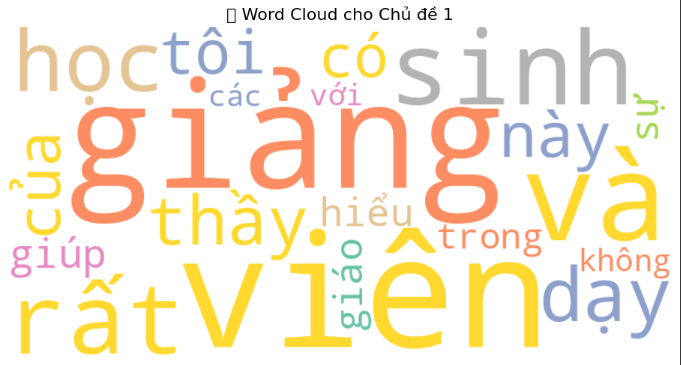 Word Cloud cho Chủ đề 1
học
tôi
có
sinh
các
với
giảng
này
sự
của
và
thầy
hiểu
trong
giúp
giáo
không
rất
viên
dạy